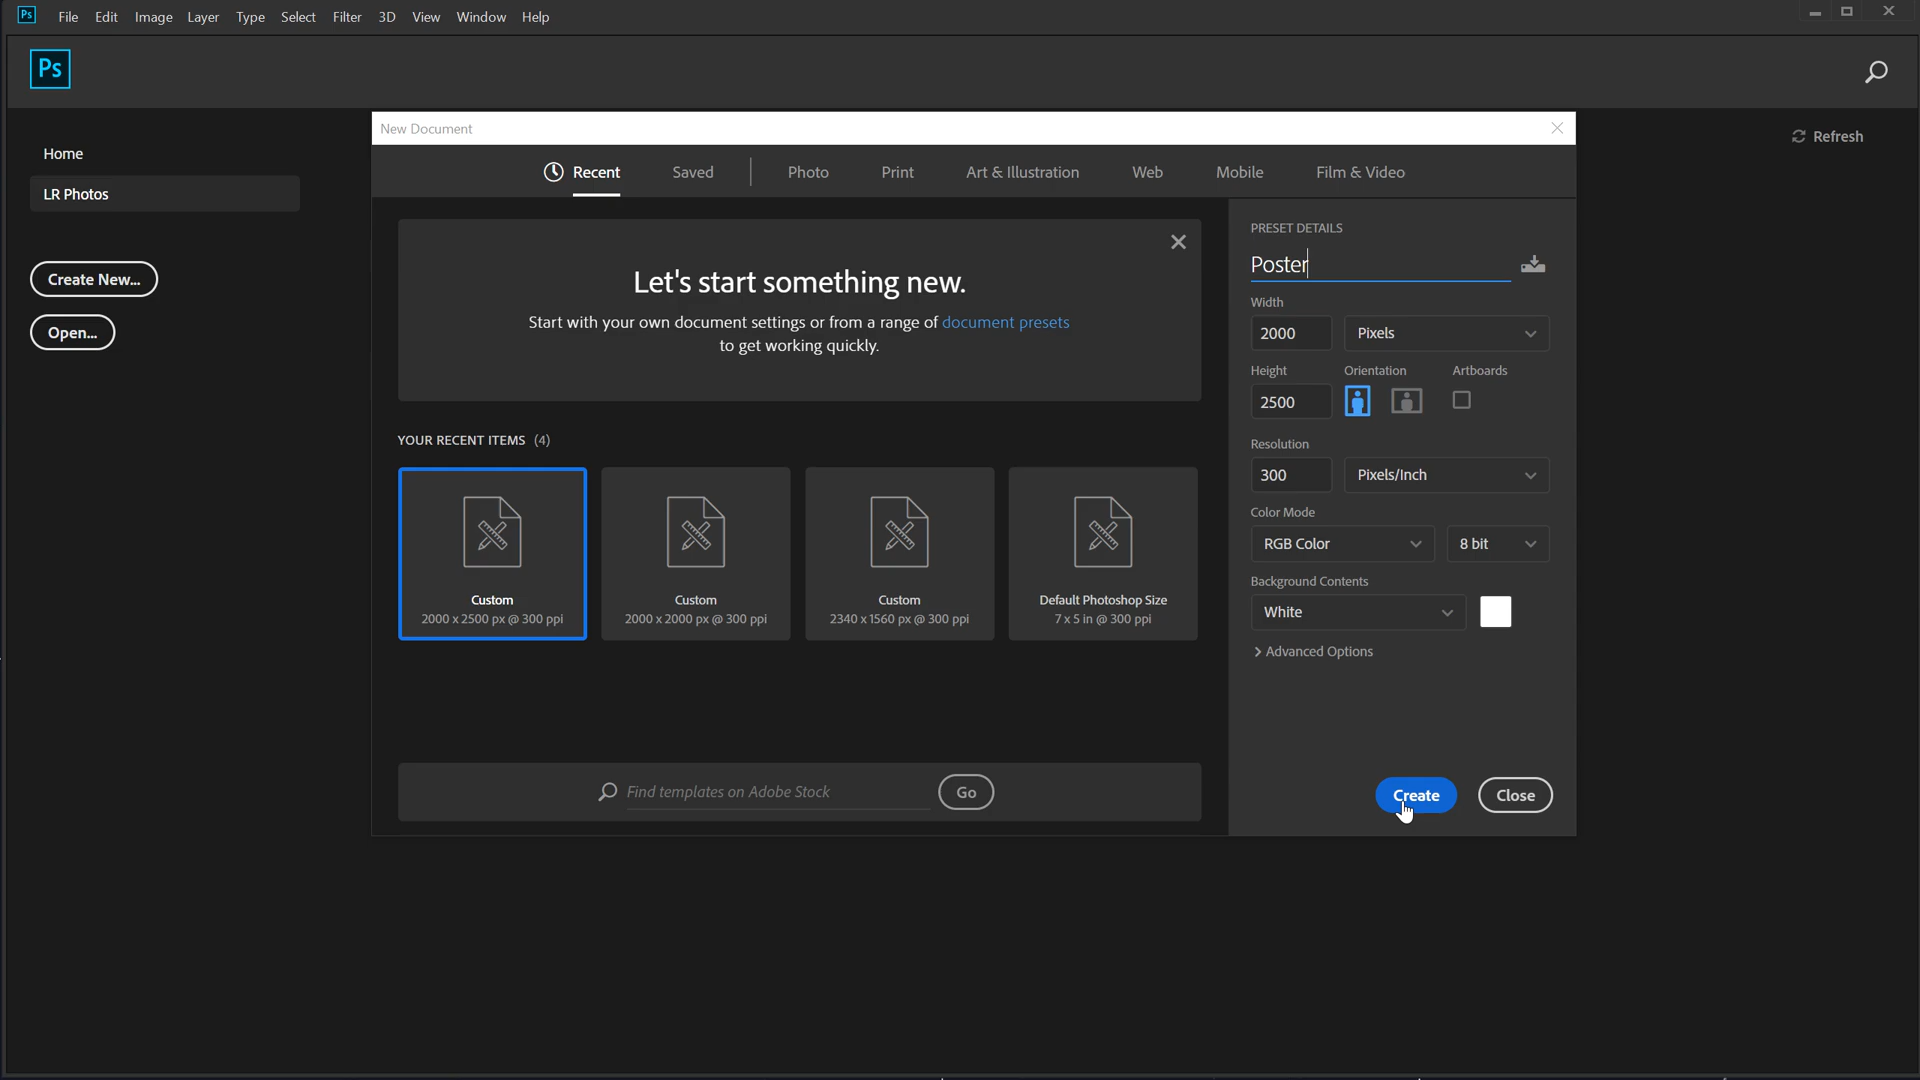 Ps File Edit Image Layer Type Select Filter 3D View Window Help
Ps
Home
LR Photos
Create New...
Open...
Refresh
New Document
Recent Saved Photo Print Art & Illustration Web Mobile Film & Video
Let's start something new.
Start with your own document settings or from a range of document presets
to get working quickly.
YOUR RECENT ITEMS (4)
Custom
2000 x 2500 px @ 300 ppi
Custom
2000 x 2000 px @ 300 ppi
Custom
2340 x 1560 px @ 300 ppi
Default Photoshop Size
7 x 5 in @ 300 ppi
Find templates on Adobe Stock Go
PRESET DETAILS
Poster
Width
2000 Pixels
Height Orientation Artboards
2500
Resolution
300 Pixels/Inch
Color Mode
RGB Color 8 bit
Background Contents
White
Advanced Options
Create Close